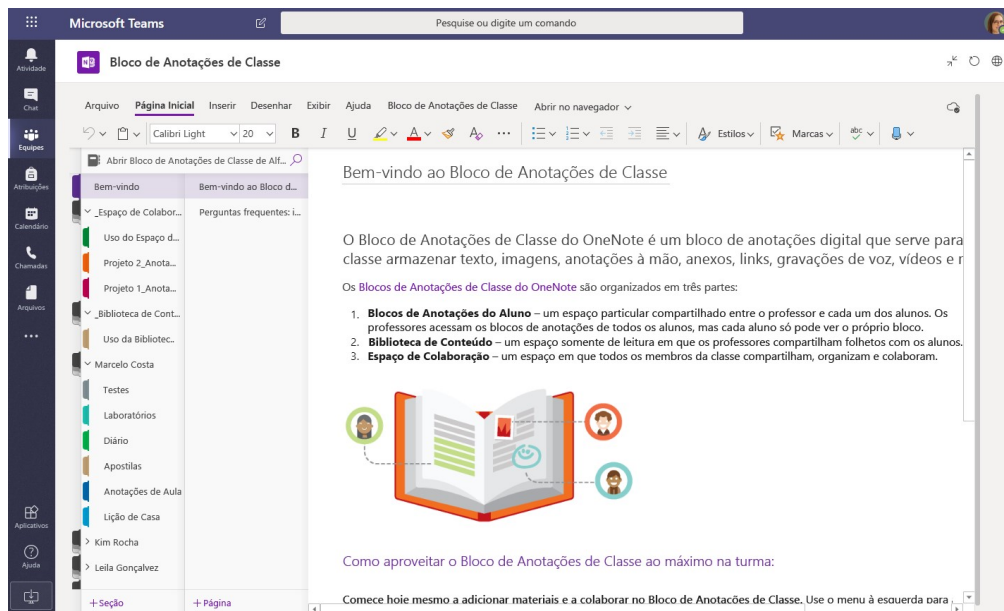 Microsoft Teams
Pesquise ou digite um comando
Atividade
Chat
Equipes
Atribuições
Calendário
Chamadas
Arquivos
Aplicativos
Ajuda
Bloco de Anotações de Classe
Arquivo Página Inicial Inserir Desenhar Exibir Ajuda Bloco de Anotações de Classe Abrir no navegador
Calibri Light 20 B I U A A Estilos Marcas abc
Abrir Bloco de Anotações de Classe de Alf...
Bem-vindo
_Espaço de Colabor...
Uso do Espaço d...
Projeto 2_Anota...
Projeto 1_Anota...
_Biblioteca de Cont...
Uso da Bibliotec..
Marcelo Costa
Testes
Laboratórios
Diário
Apostilas
Anotações de Aula
Lição de Casa
Kim Rocha
Leila Gonçalvez
+ Seção
Bem-vindo ao Bloco d...
Perguntas frequentes: i...
+ Página
Bem-vindo ao Bloco de Anotações de Classe
O Bloco de Anotações de Classe do OneNote é um bloco de anotações digital que serve para
classe armazenar texto, imagens, anotações à mão, anexos, links, gravações de voz, vídeos e
Os Blocos de Anotações de Classe do OneNote são organizados em três partes:
1. Blocos de Anotações do Aluno – um espaço particular compartilhado entre o professor e cada um dos alunos. Os
professores acessam os blocos de anotações de todos os alunos, mas cada aluno só pode ver o próprio bloco.
2. Biblioteca de Conteúdo – um espaço somente de leitura em que os professores compartilham folhetos com os alunos.
3. Espaço de Colaboração – um espaço em que todos os membros da classe compartilham, organizam e colaboram.
Como aproveitar o Bloco de Anotações de Classe ao máximo na turma:
Comece hoje mesmo a adicionar materiais e a colaborar no Bloco de Anotações de Classe. Use o menu à esquerda para